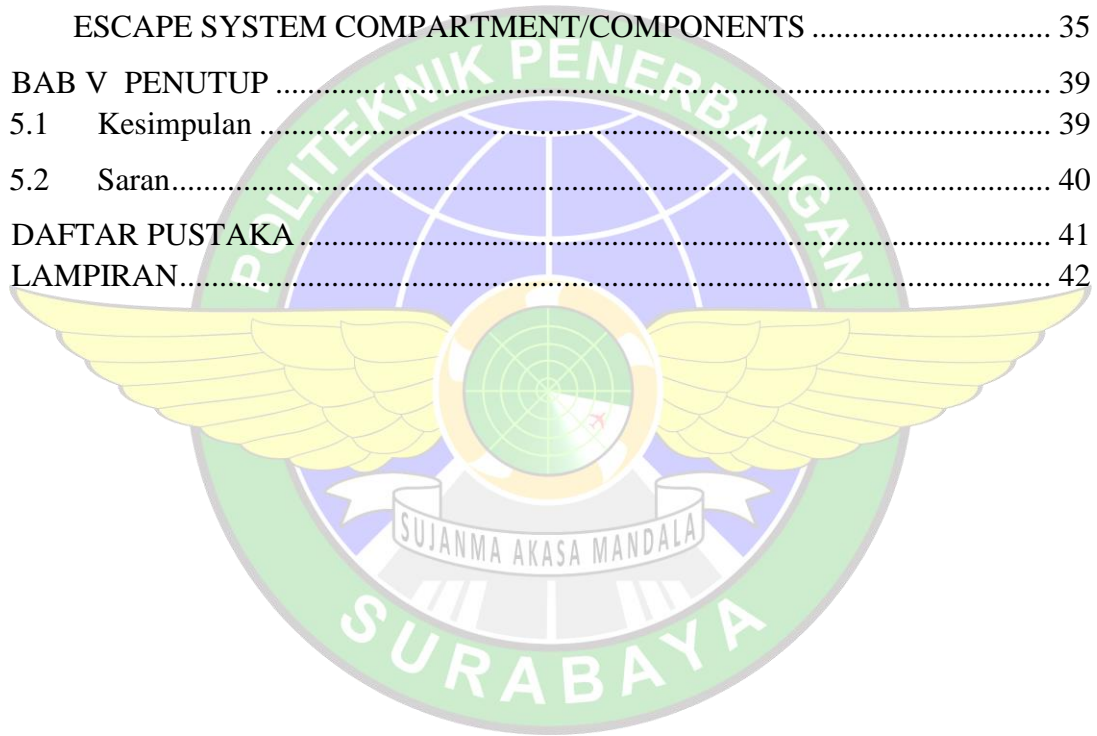 ESCAPE SYSTEM COMPARTMENT/COMPONENTS ............................ 35
BAB V  PENUTUP ........................................................................................... 39
5.1 Kesimpulan ............................................................................................. 39
5.2 Saran........................................................................................................ 40
DAFTAR PUSTAKA ........................................................................................ 41
LAMPIRAN....................................................................................................... 42
POLITEKNIK PENERBANGAN
SUJANMA AKASA MANDALA
SURABAYA